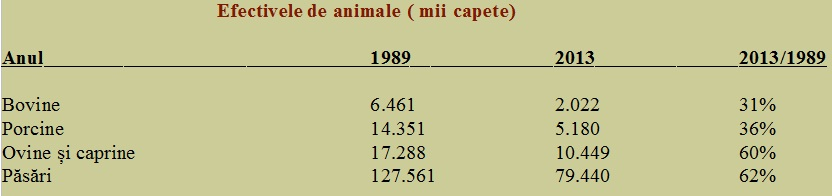 Efectivele de animale ( mii capete)
Anul 1989 2013 2013/1989
Bovine 6.461 2.022 31%
Porcine 14.351 5.180 36%
Ovine și caprine 17.288 10.449 60%
Păsări 127.561 79.440 62%